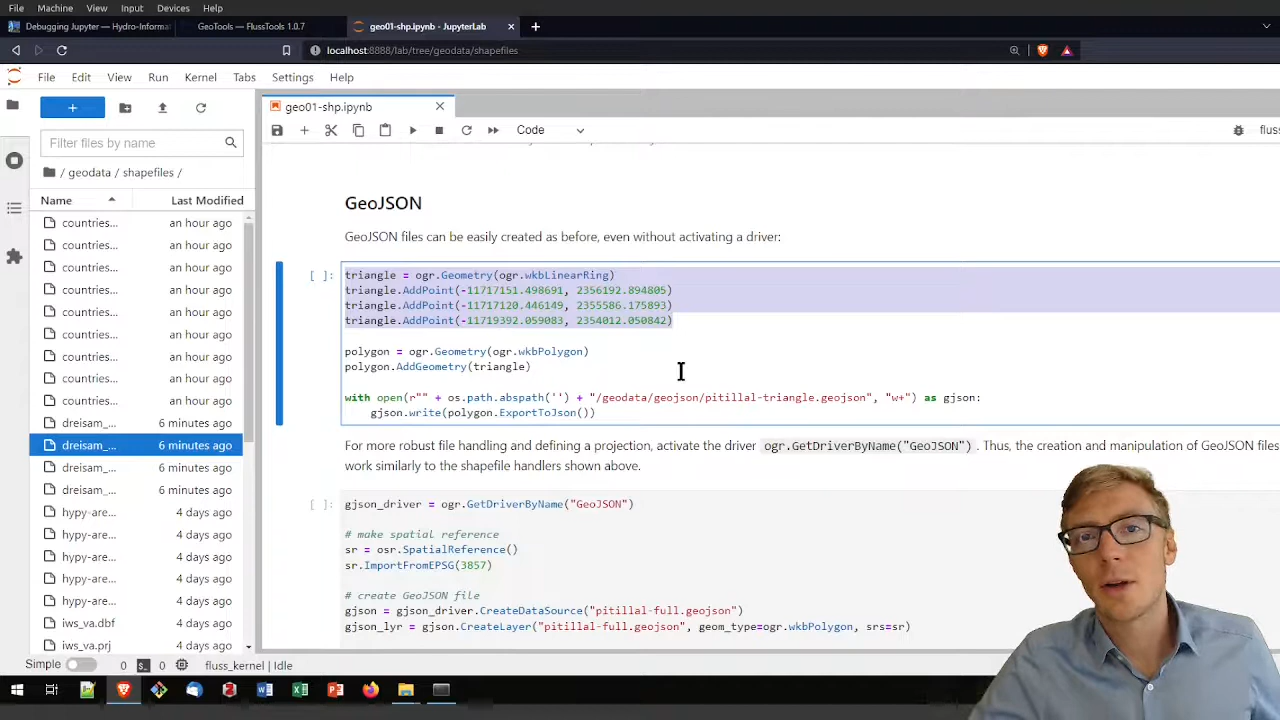 File Main View Input Devices Help
Debugging Jupyter — Hydro-Informat
GeoTools — FlussTools 1.0.7
geo01-shp.ipynb - JupyterLab
localhost:8888/lab/tree/geodata/shapefiles
File Edit View Run Kernel Tabs Settings Help
geo01-shp.ipynb
Filter files by name
Code
fluss
/ geodata / shapefiles /
Name Last Modified
countries... an hour ago
countries... an hour ago
countries... an hour ago
countries... an hour ago
countries... an hour ago
countries... an hour ago
countries... an hour ago
countries... an hour ago
countries... an hour ago
dreisam_... 6 minutes ago
dreisam_... 6 minutes ago
dreisam_... 6 minutes ago
dreisam_... 6 minutes ago
hypy-are... 4 days ago
hypy-are... 4 days ago
hypy-are... 4 days ago
hypy-are... 4 days ago
hypy-are... 4 days ago
iws_va.dbf 4 days ago
iws_va.prj 4 days ago
GeoJSON
GeoJSON files can be easily created as before, even without activating a driver:
[ ]: triangle = ogr.Geometry(ogr.wkbLinearRing)
triangle.AddPoint(-11717151.498691, 2356192.894805)
triangle.AddPoint(-11717120.446149, 2355586.175893)
triangle.AddPoint(-11719392.059083, 2354012.050842)
polygon = ogr.Geometry(ogr.wkbPolygon)
polygon.AddGeometry(triangle)
with open(r"" + os.path.abspath('') + "/geodata/geojson/pitillal-triangle.geojson", "w+") as gjson:
gjson.write(polygon.ExportToJson())
For more robust file handling and defining a projection, activate the driver ogr.getDriverByName("GeoJSON") . Thus, the creation and manipulation of GeoJSON files
work similarly to the shapefile handlers shown above.
[ ]: gjson_driver = ogr.GetDriverByName("GeoJSON")
# make spatial reference
sr = osr.SpatialReference()
sr.ImportFromEPSG(3857)
# create GeoJSON file
gjson = gjson_driver.CreateDataSource("pitillal-full.geojson")
gjson_lyr = gjson.CreateLayer("pitillal-full.geojson", geom_type=ogr.wkbPolygon, srs=sr)
Simple 0 0 fluss_kernel | Idle